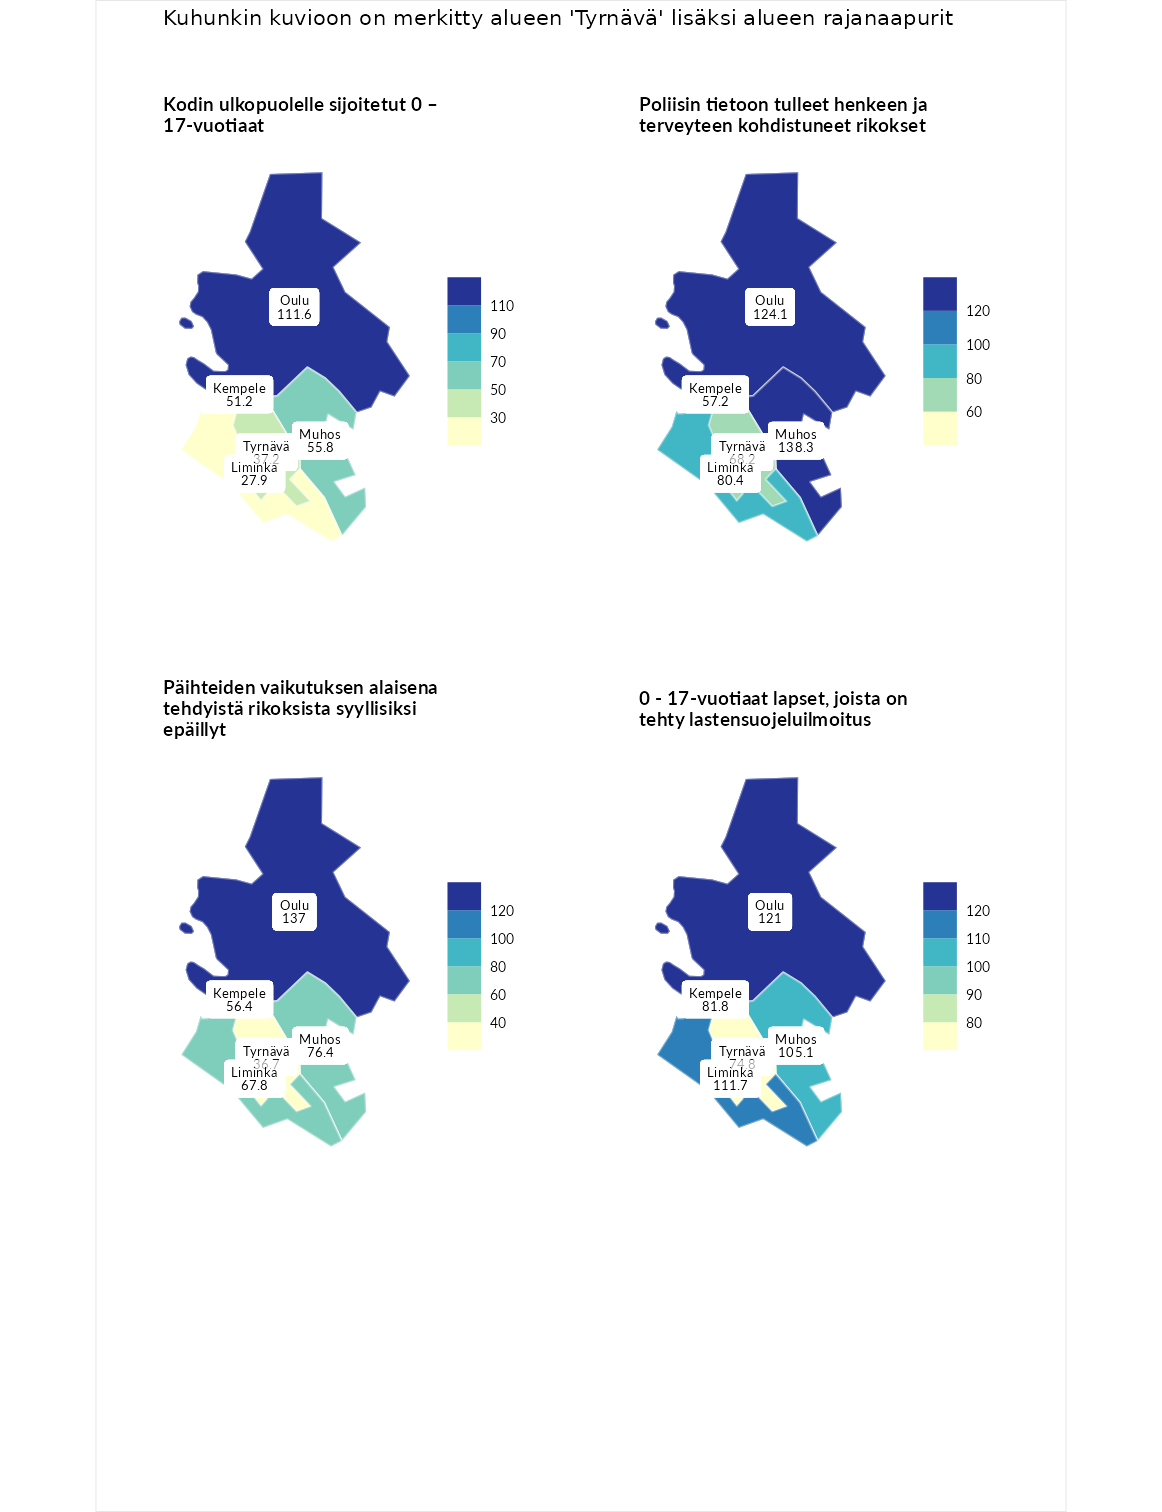 Kuhunkin kuvioon on merkitty alueen 'Tyrnävä' lisäksi alueen rajanaapurit
Kodin ulkopuolelle sijoitetut 0 –
17-vuotiaat
Oulu
111.6
Kempele
51.2
Muhos
55.8
Tyrnävä
37.2
Liminka
27.9
110
90
70
50
30
Poliisin tietoon tulleet henkeen ja
terveyteen kohdistuneet rikokset
Oulu
124.1
Kempele
57.2
Muhos
138.3
Tyrnävä
68.2
Liminka
80.4
120
100
80
60
Päihteiden vaikutuksen alaisena
tehdyistä rikoksista syyllisiksi
epäillyt
Oulu
137
Kempele
56.4
Muhos
76.4
Tyrnävä
36.7
Liminka
67.8
120
100
80
60
40
0 - 17-vuotiaat lapset, joista on
tehty lastensuojeluilmoitus
Oulu
121
Kempele
81.8
Muhos
105.1
Tyrnävä
74.8
Liminka
111.7
120
110
100
90
80